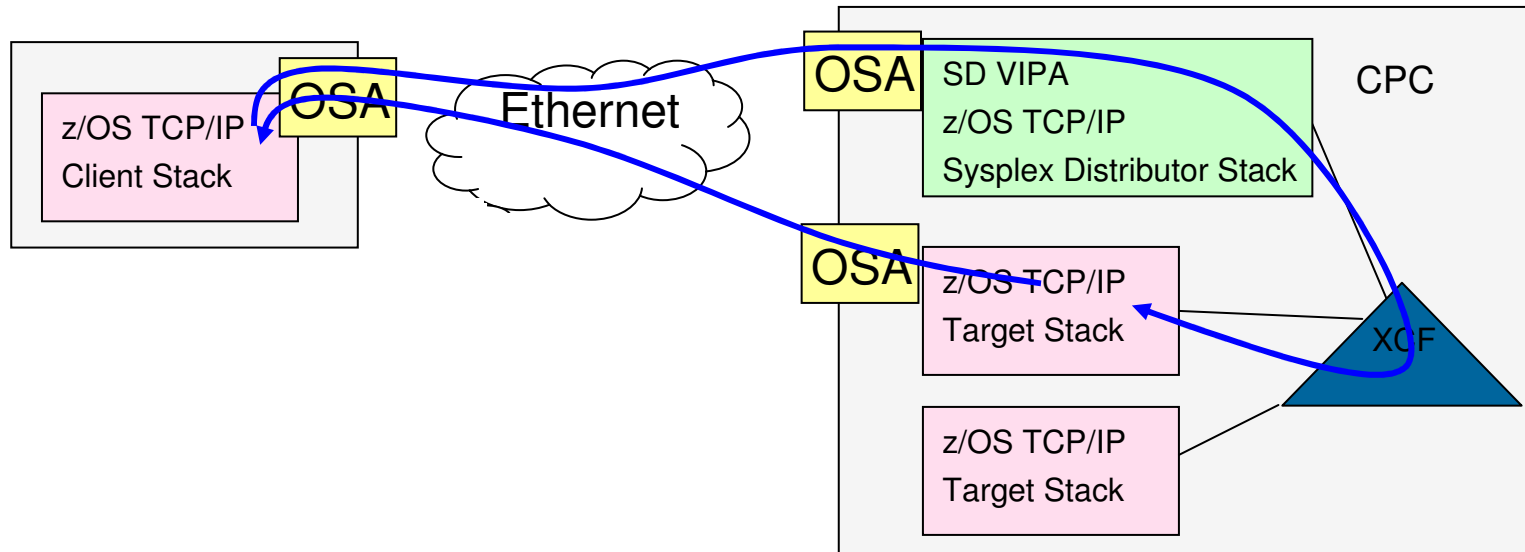 z/OS TCP/IP
Client Stack
OSA
Ethernet
OSA
SD VIPA
z/OS TCP/IP
Sysplex Distributor Stack
CPC
OSA
z/OS TCP/IP
Target Stack
XCF
z/OS TCP/IP
Target Stack